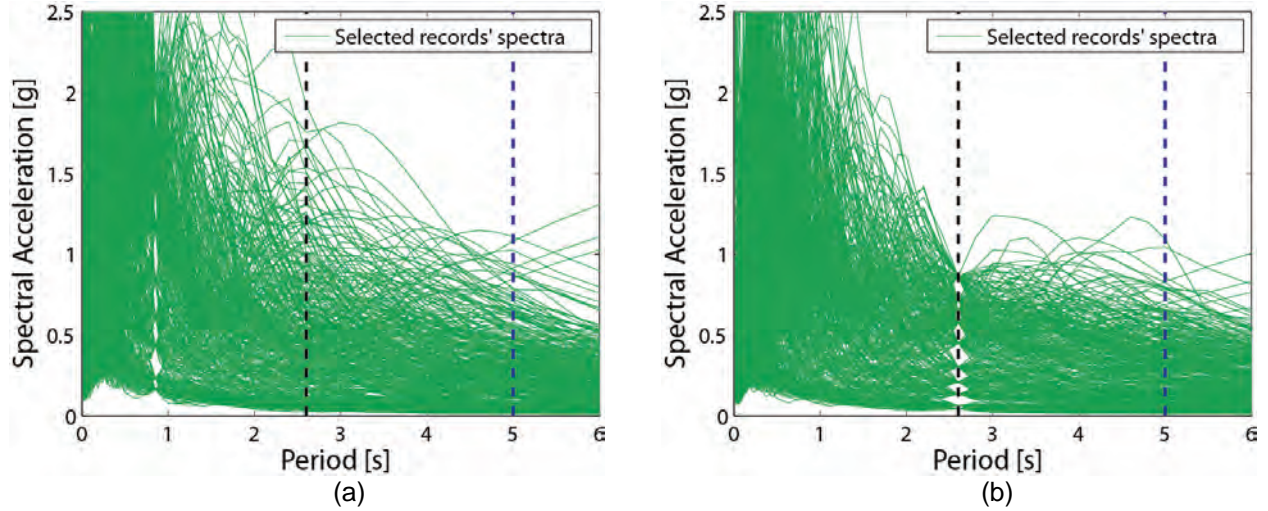 Selected records' spectra
Spectral Acceleration [g]
2.5
2
1.5
1
0.5
0
0 1 2 3 4 5 6
Period [s]
(a)
Selected records' spectra
Spectral Acceleration [g]
2.5
2
1.5
1
0.5
0
0 1 2 3 4 5 6
Period [s]
(b)